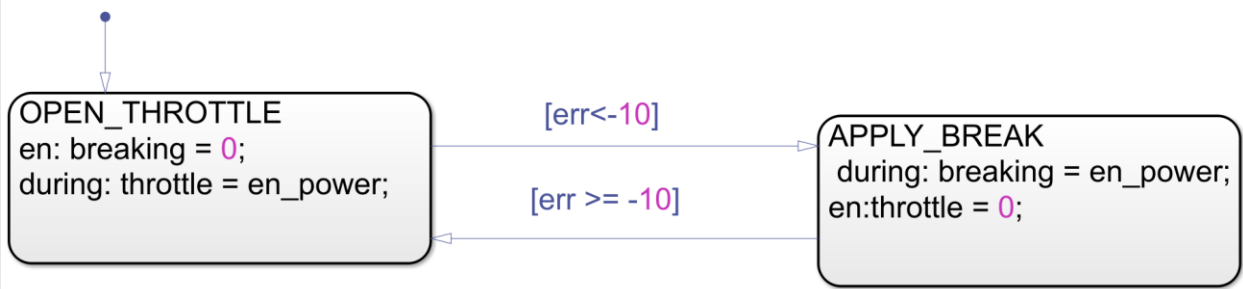 OPEN_THROTTLE
en: breaking = 0;
during: throttle = en_power;
[err<-10]
[err >= -10]
APPLY_BREAK
during: breaking = en_power;
en:throttle = 0;